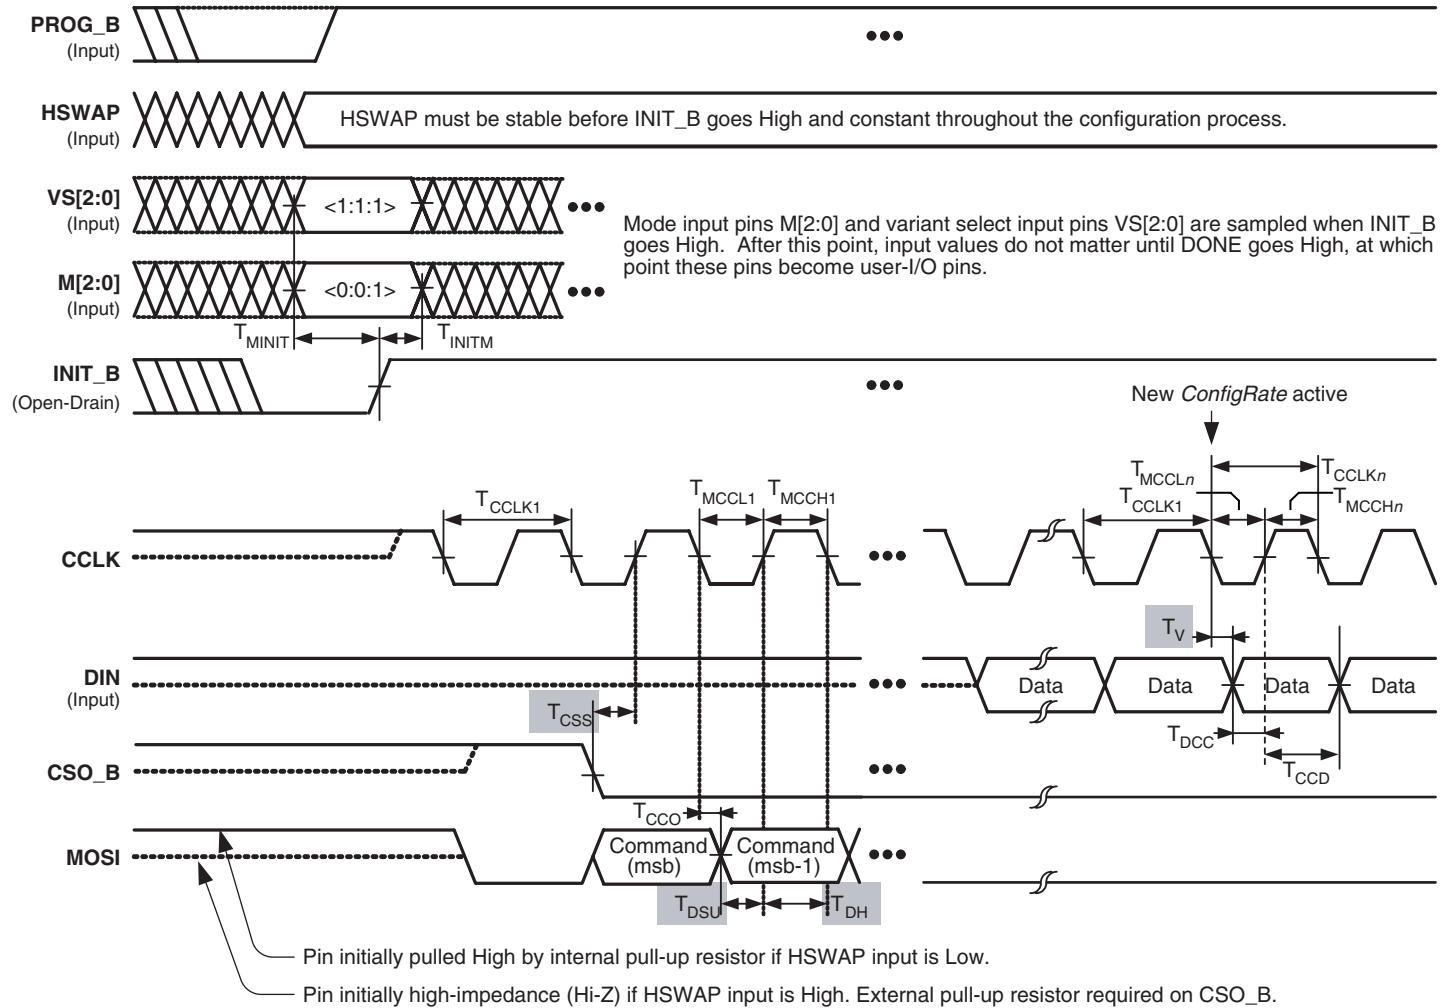 PROG_B
(Input)
HSWAP
(Input)
HSWAP must be stable before INIT_B goes High and constant throughout the configuration process.
VS[2:0]
(Input)
<1:1:1>
Mode input pins M[2:0] and variant select input pins VS[2:0] are sampled when INIT_B
goes High. After this point, input values do not matter until DONE goes High, at which
point these pins become user-I/O pins.
M[2:0]
(Input)
<0:0:1>
TMINIT
TINITM
INIT_B
(Open-Drain)
New ConfigRate active
TMCCLn
TCCLKn
TCCLK1
TMCCL1
TMCCH1
TCCLK1
TMCCHn
CCLK
TV
DIN
(Input)
Data
Data
Data
Data
TCSS
TDCC
TCCD
CSO_B
TCCO
MOSI
Command
(msb)
Command
(msb-1)
TDSU
TDH
Pin initially pulled High by internal pull-up resistor if HSWAP input is Low.
Pin initially high-impedance (Hi-Z) if HSWAP input is High. External pull-up resistor required on CSO_B.